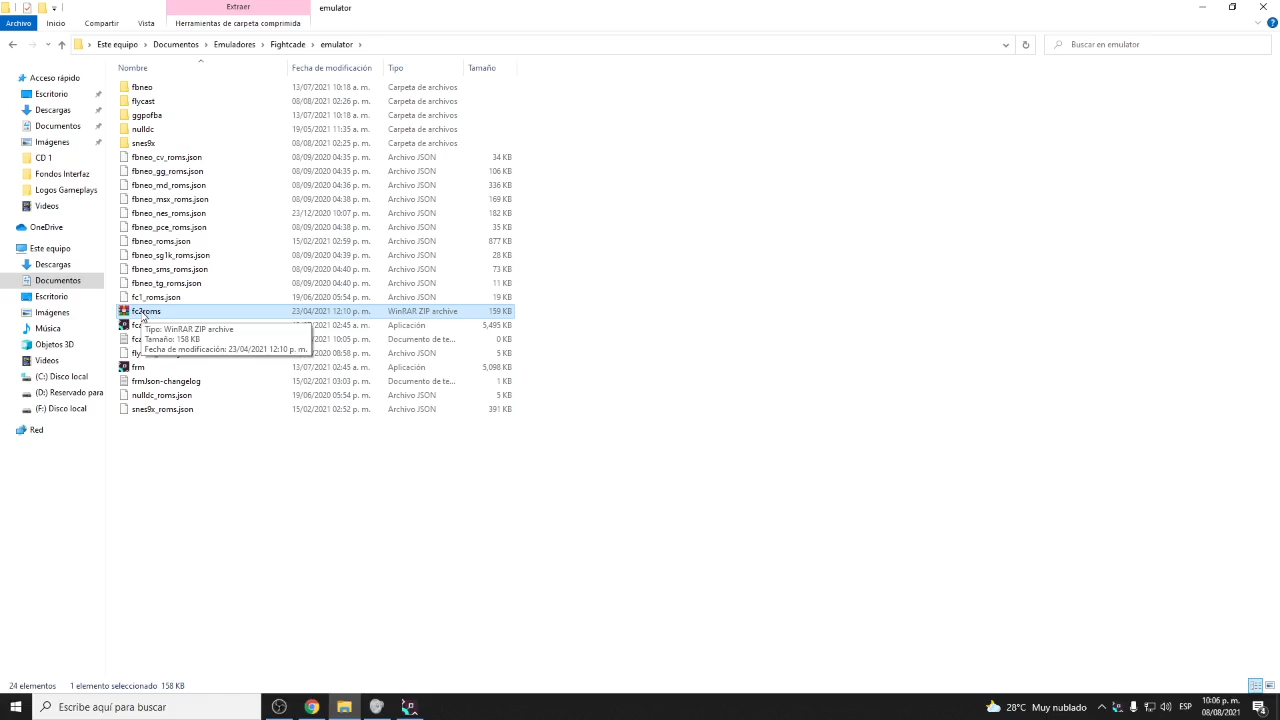 Extraer
emulator
Archivo Inicio Compartir Vista Herramientas de carpeta comprimida
Este equipo > Documentos > Emuladores > Fightcade > emulator >
Buscar en emulator
Nombre Fecha de modificación Tipo Tamaño
Acceso rápido
Escritorio
Descargas
Documentos
Imágenes
CD 1
Fondos Interfaz
Logos Gameplays
Videos
OneDrive
Este equipo
Descargas
Documentos
Escritorio
Imágenes
Música
Objetos 3D
Videos
(C:) Disco local
(D:) Reservado para
(F:) Disco local
Red
fbneo 13/07/2021 10:18 a. m. Carpeta de archivos
flycast 08/08/2021 02:26 p. m. Carpeta de archivos
ggpofba 13/07/2021 10:18 a. m. Carpeta de archivos
nulldc 19/05/2021 11:35 a. m. Carpeta de archivos
snes9x 08/08/2021 02:25 p. m. Carpeta de archivos
fbneo_cv_roms.json 08/09/2020 04:35 p. m. Archivo JSON 34 KB
fbneo_gg_roms.json 08/09/2020 04:35 p. m. Archivo JSON 106 KB
fbneo_md_roms.json 08/09/2020 04:36 p. m. Archivo JSON 336 KB
fbneo_msx_roms.json 08/09/2020 04:38 p. m. Archivo JSON 169 KB
fbneo_nes_roms.json 23/12/2020 10:07 p. m. Archivo JSON 182 KB
fbneo_pce_roms.json 08/09/2020 04:38 p. m. Archivo JSON 35 KB
fbneo_roms.json 15/02/2021 02:59 p. m. Archivo JSON 877 KB
fbneo_sg1k_roms.json 08/09/2020 04:39 p. m. Archivo JSON 28 KB
fbneo_sms_roms.json 08/09/2020 04:40 p. m. Archivo JSON 73 KB
fbneo_tg_roms.json 08/09/2020 04:40 p. m. Archivo JSON 11 KB
fc1_roms.json 19/06/2020 05:54 p. m. Archivo JSON 19 KB
fc2roms 23/04/2021 12:10 p. m. WinRAR ZIP archive 159 KB
02:45 a. m. Aplicación 5,495 KB
10:05 p. m. Documento de te... 0 KB
08:58 p. m. Archivo JSON 5 KB
Tipo: WinRAR ZIP archive
Tamaño: 158 KB
Fecha de modificación: 23/04/2021 12:10 p. m.
frm 13/07/2021 02:45 a. m. Aplicación 5,098 KB
frmJson-changelog 15/02/2021 03:03 p. m. Documento de te... 1 KB
nulldc_roms.json 19/06/2020 05:54 p. m. Archivo JSON 5 KB
snes9x_roms.json 15/02/2021 02:52 p. m. Archivo JSON 391 KB
24 elementos 1 elemento seleccionado 158 KB
Escribe aquí para buscar
28°C Muy nublado
ESP
10:06 p. m.
08/08/2021